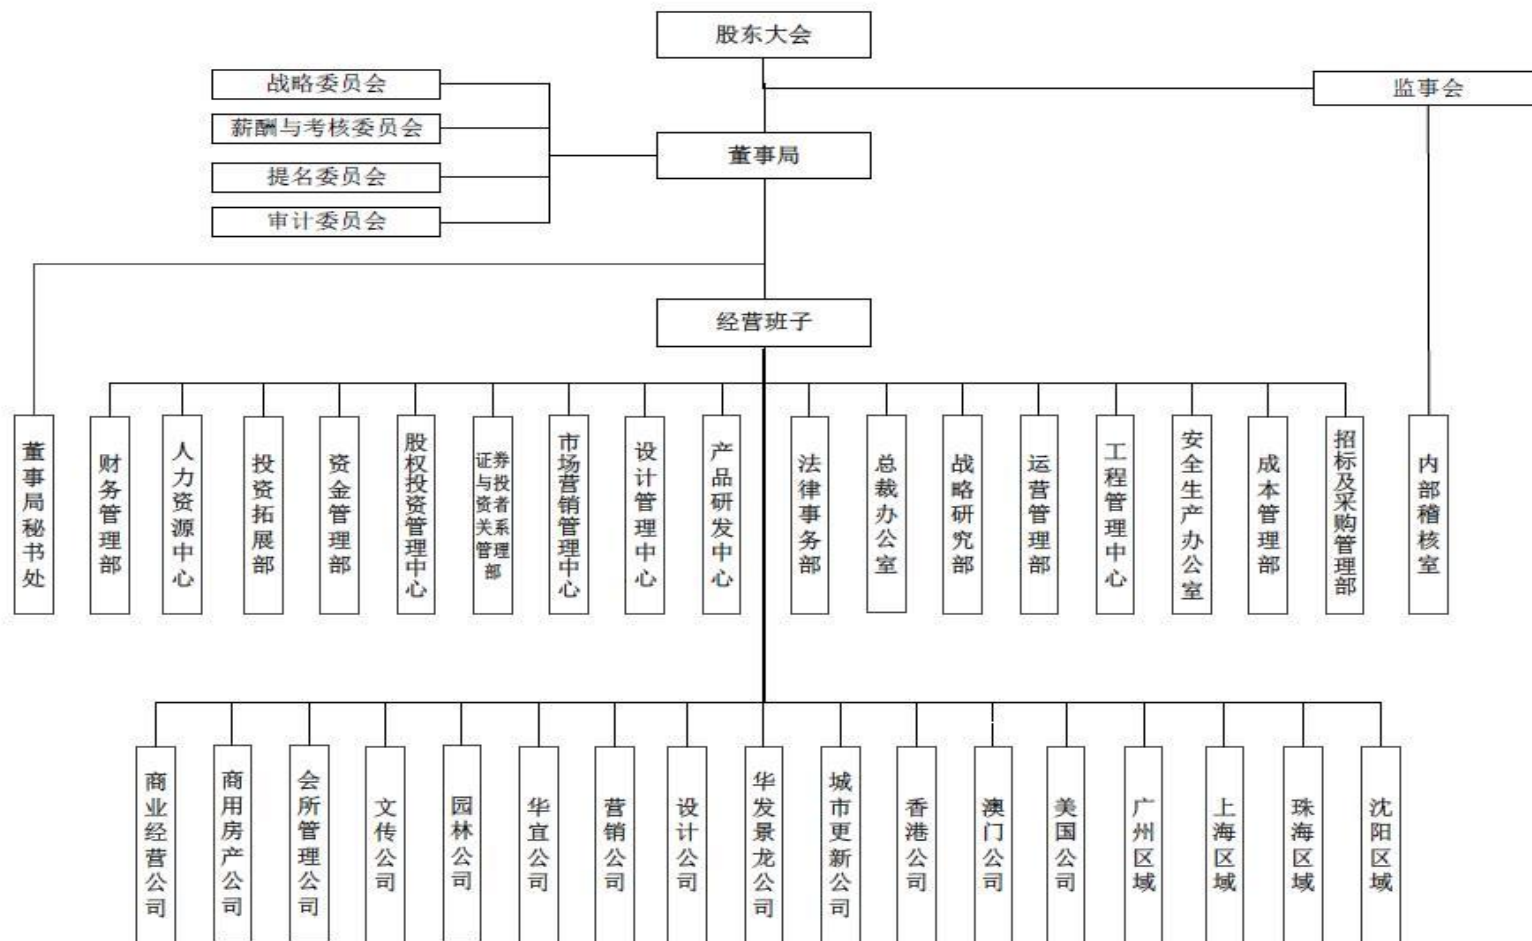 股东大会
战略委员会
监事会
薪酬与考核委员会
董事局
提名委员会
审计委员会
经营班子
董事局秘书处
财务管理部
人力资源中心
投资拓展部
资金管理部
股权投资管理中心
证券与投资者关系管理部
市场营销管理中心
设计管理中心
产品研发中心
法律事务部
总裁办公室
战略研究部
运营管理部
工程管理中心
安全生产办公室
成本管理部
招标及采购管理部
内部稽核室
商业经营公司
商用房产公司
会所管理公司
文传公司
园林公司
华宜公司
营销公司
设计公司
华发景龙公司
城市更新公司
香港公司
澳门公司
美国公司
广州区域
上海区域
珠海区域
沈阳区域